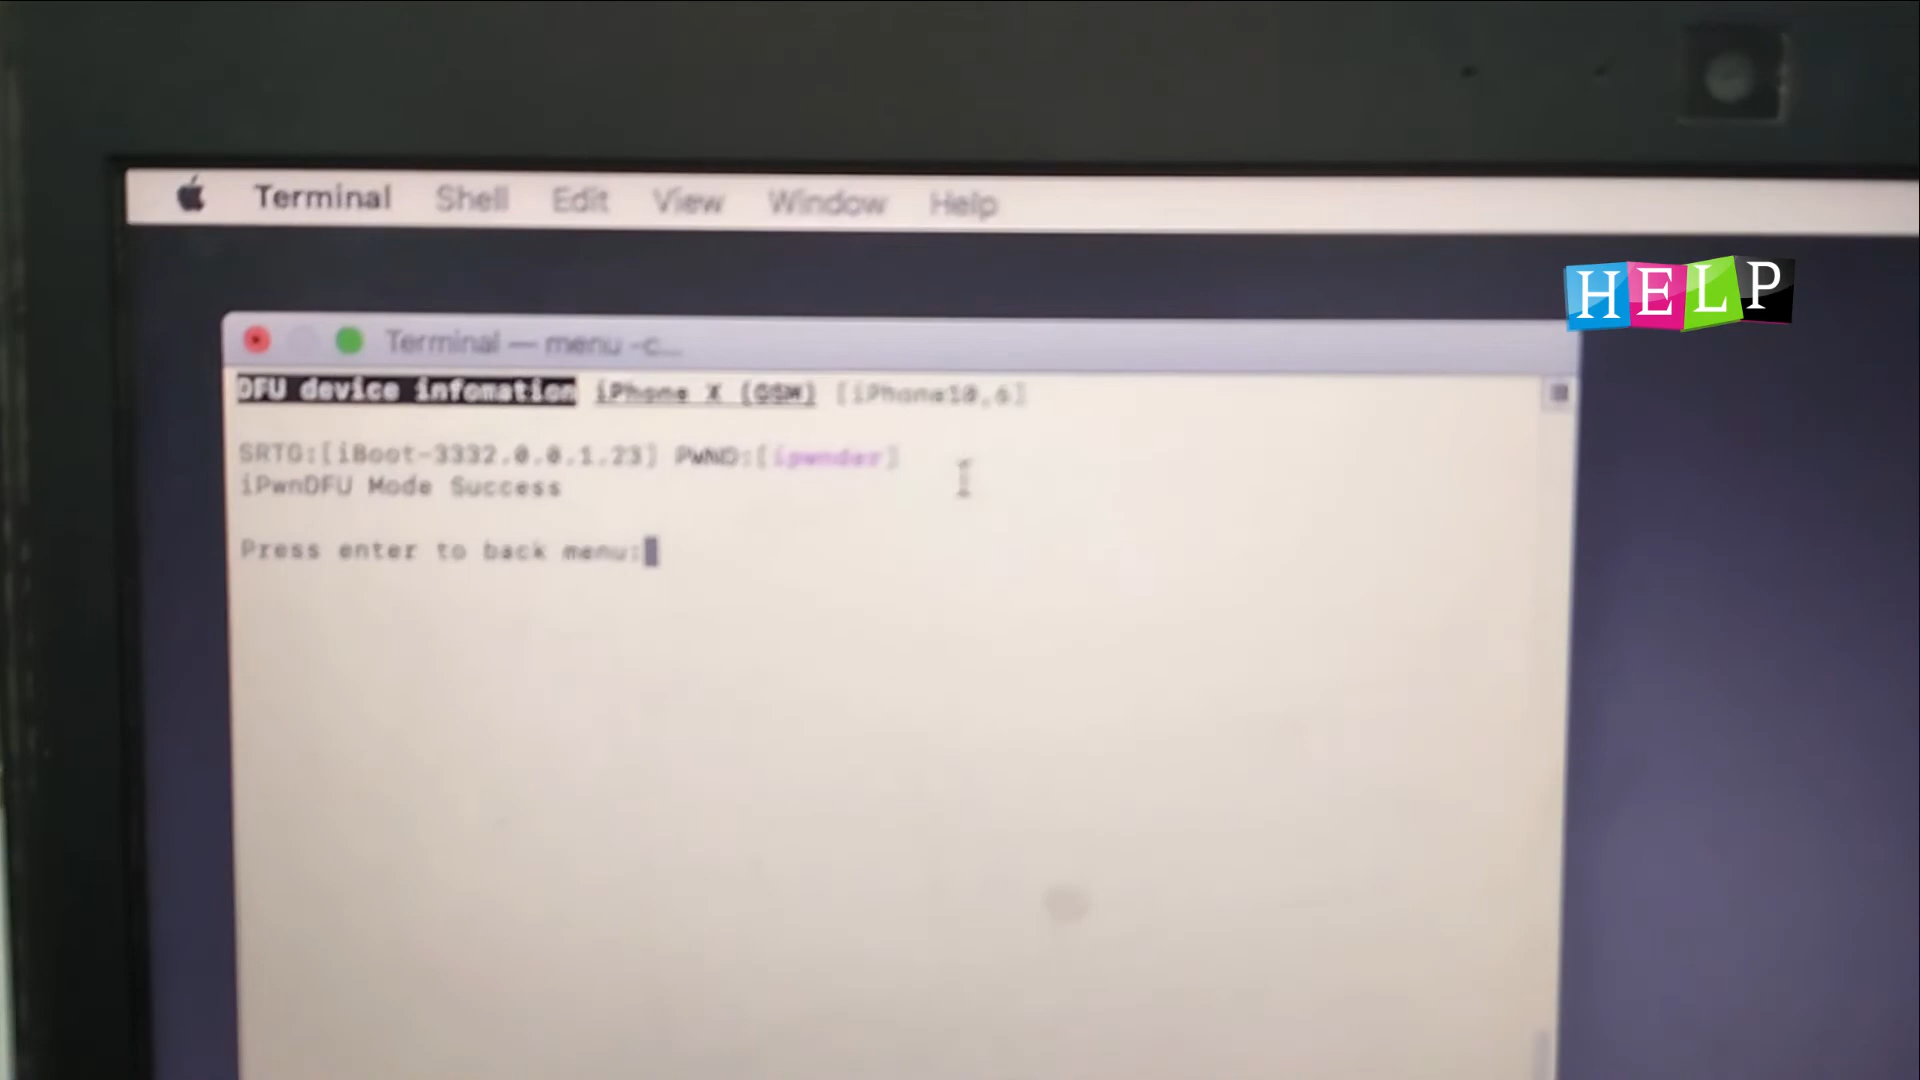 Terminal Shell Edit View Window Help
HELP
Terminal — menu -c...
DFU device infomation iPhone X (GSM) [iPhone10,6]
SRTG:[iBoot-3332.0.0.1.23] PWND:[ipwnder]
iPwnDFU Mode Success
Press enter to back menu: